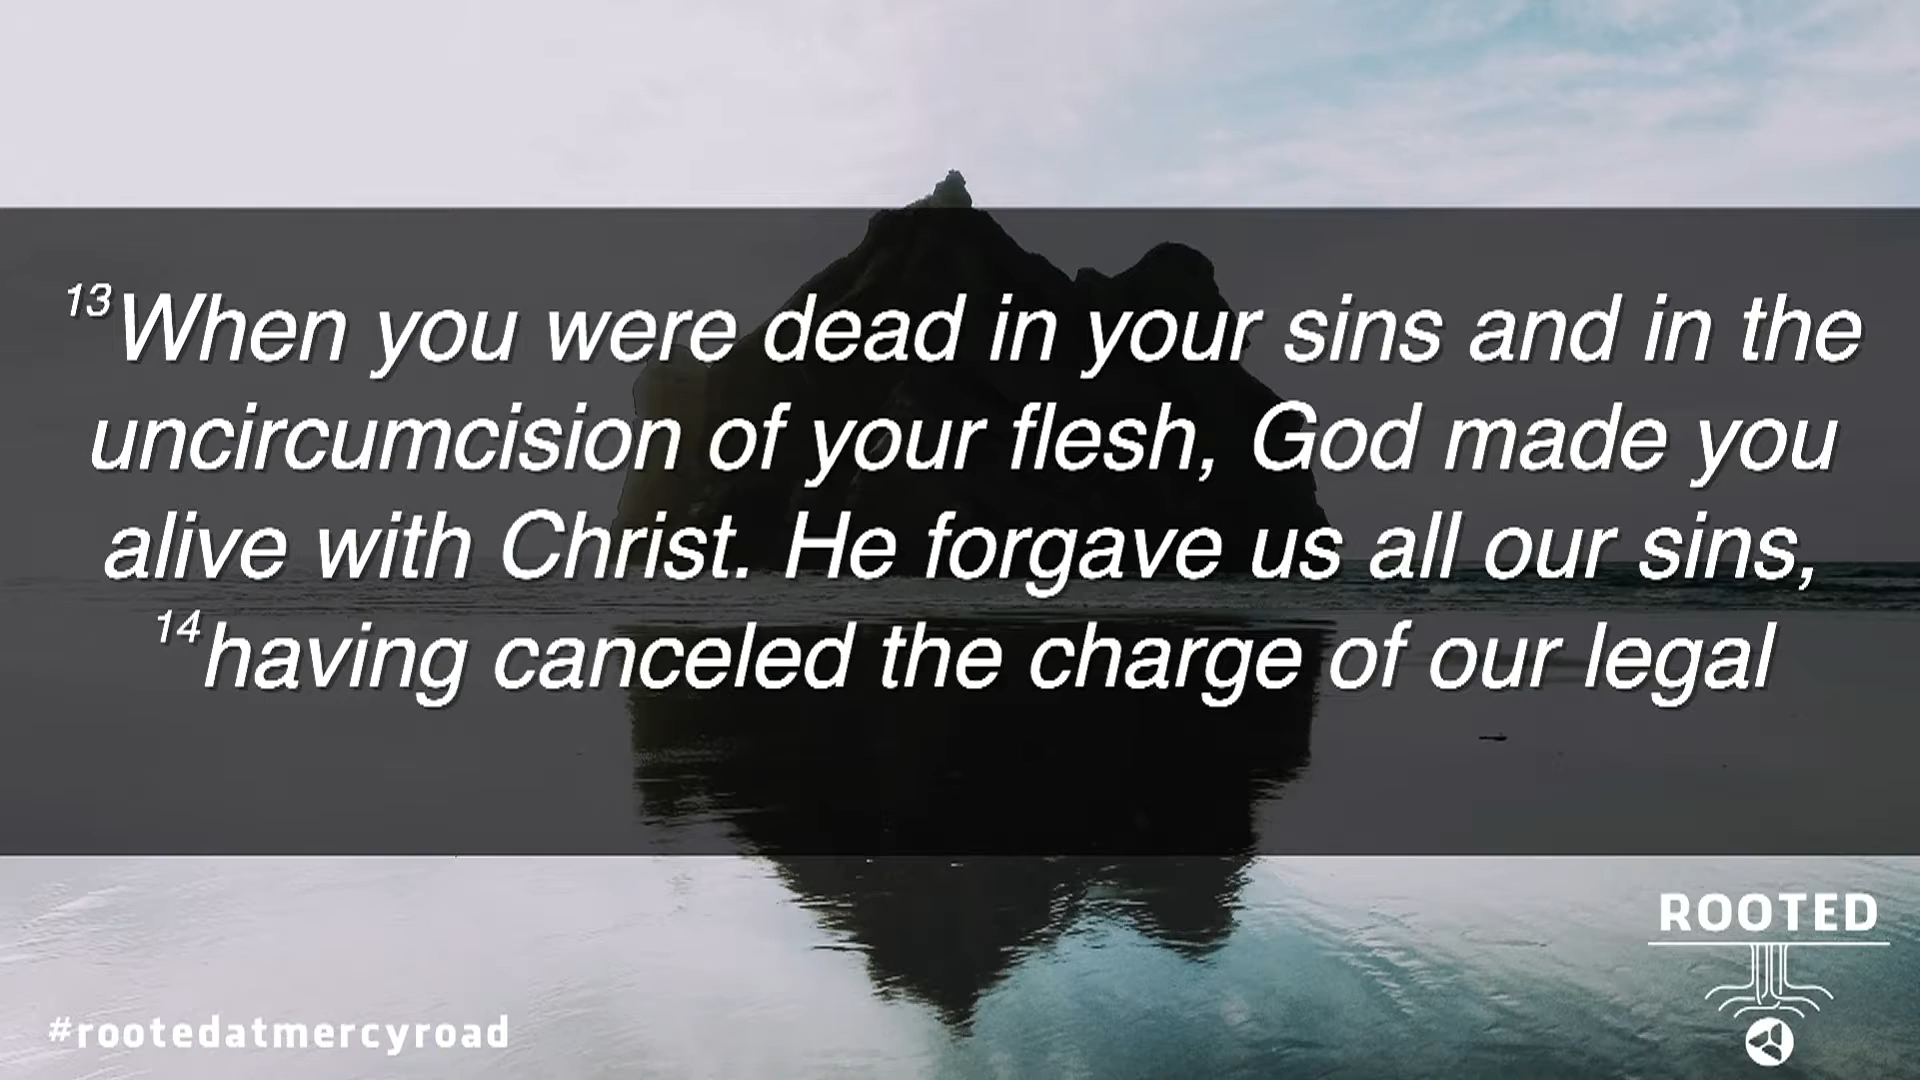 13When you were dead in your sins and in the
uncircumcision of your flesh, God made you
alive with Christ. He forgave us all our sins,
14having canceled the charge of our legal
ROOTED
#rootedatmercyroad